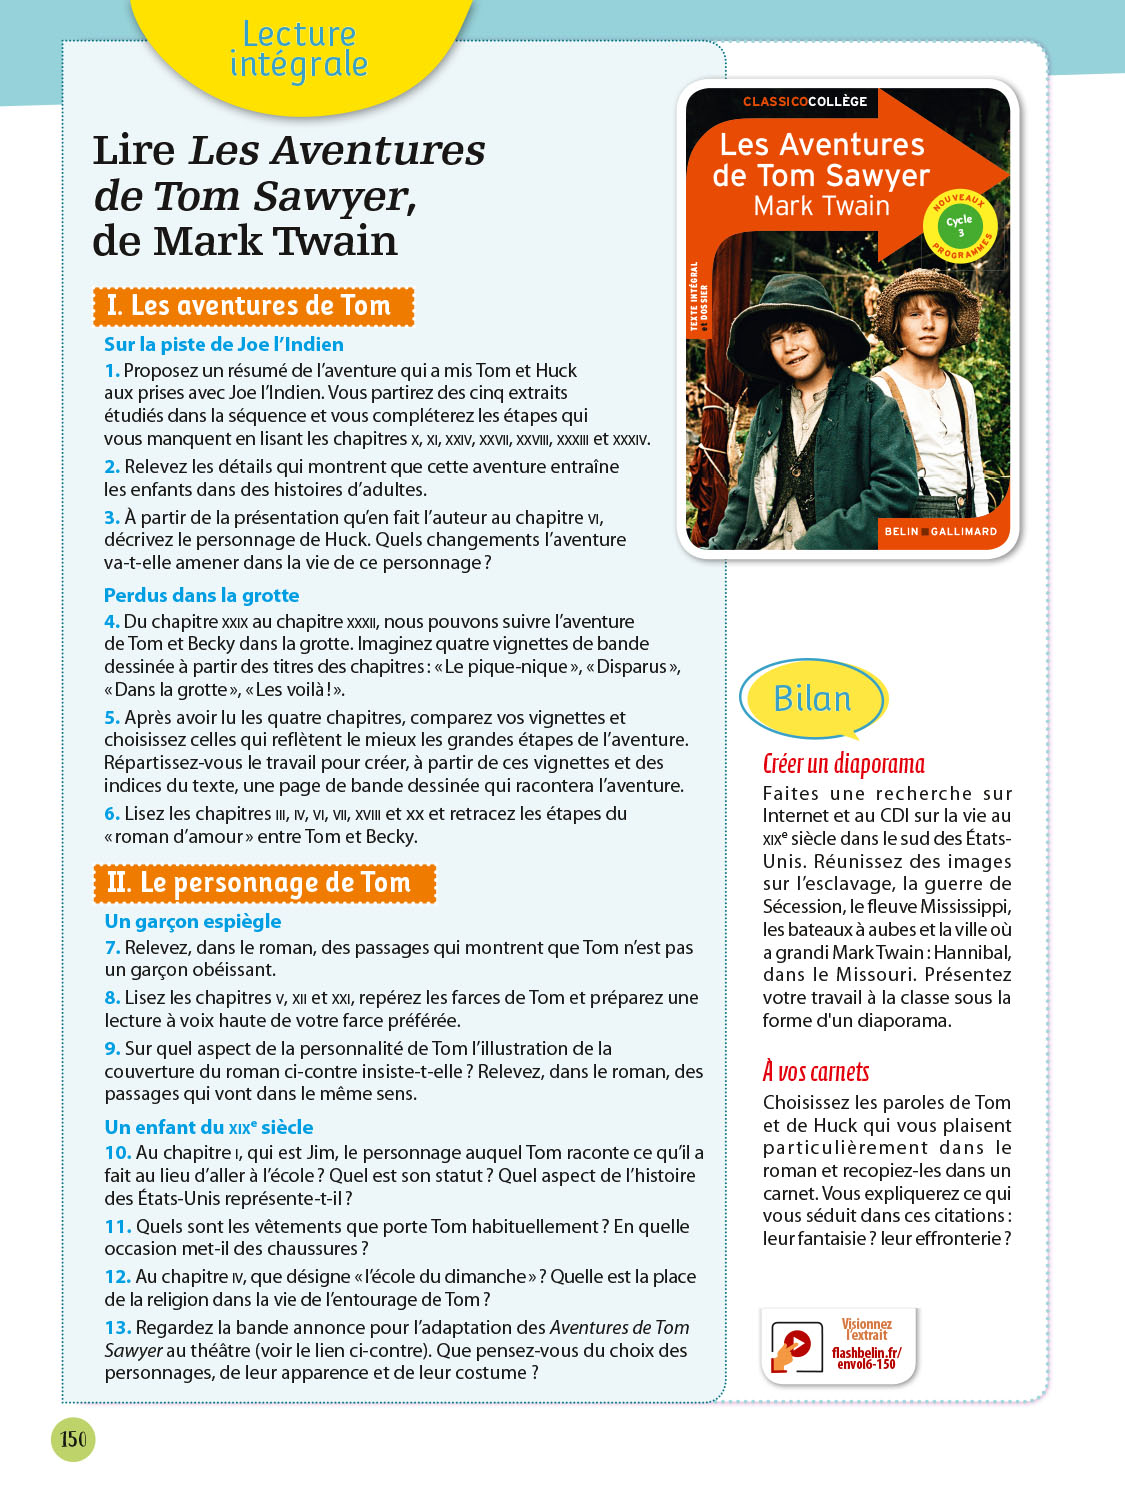 Lecture
intégrale
Lire Les Aventures
de Tom Sawyer,
de Mark Twain
I. Les aventures de Tom
Sur la piste de Joe l’Indien
1. Proposez un résumé de l’aventure qui a mis Tom et Huck
aux prises avec Joe l’Indien. Vous partirez des cinq extraits
étudiés dans la séquence et vous compléterez les étapes qui
vous manquent en lisant les chapitres X, XI, XXIV, XXVII, XXVIII, XXXIII et XXXIV.
2. Relevez les détails qui montrent que cette aventure entraîne
les enfants dans des histoires d’adultes.
3. À partir de la présentation qu’en fait l’auteur au chapitre VI,
décrivez le personnage de Huck. Quels changements l’aventure
va-t-elle amener dans la vie de ce personnage ?
Perdus dans la grotte
4. Du chapitre XXIX au chapitre XXXII, nous pouvons suivre l’aventure
de Tom et Becky dans la grotte. Imaginez quatre vignettes de bande
dessinée à partir des titres des chapitres : « Le pique-nique », « Disparus »,
« Dans la grotte », « Les voilà ! ».
5. Après avoir lu les quatre chapitres, comparez vos vignettes et
choisissez celles qui reflètent le mieux les grandes étapes de l’aventure.
Répartissez-vous le travail pour créer, à partir de ces vignettes et des
indices du texte, une page de bande dessinée qui racontera l’aventure.
6. Lisez les chapitres III, IV, VI, VII, XVIII et xx et retracez les étapes du
« roman d’amour » entre Tom et Becky.
II. Le personnage de Tom
Un garçon espiègle
7. Relevez, dans le roman, des passages qui montrent que Tom n’est pas
un garçon obéissant.
8. Lisez les chapitres V, XII et XXI, repérez les farces de Tom et préparez une
lecture à voix haute de votre farce préférée.
9. Sur quel aspect de la personnalité de Tom l’illustration de la
couverture du roman ci-contre insiste-t-elle ? Relevez, dans le roman, des
passages qui vont dans le même sens.
Un enfant du XIXe siècle
10. Au chapitre I, qui est Jim, le personnage auquel Tom raconte ce qu’il a
fait au lieu d’aller à l’école ? Quel est son statut ? Quel aspect de l’histoire
des États-Unis représente-t-il ?
11. Quels sont les vêtements que porte Tom habituellement ? En quelle
occasion met-il des chaussures ?
12. Au chapitre IV, que désigne « l’école du dimanche » ? Quelle est la place
de la religion dans la vie de l’entourage de Tom ?
13. Regardez la bande annonce pour l’adaptation des Aventures de Tom
Sawyer au théâtre (voir le lien ci-contre). Que pensez-vous du choix des
personnages, de leur apparence et de leur costume ?
CLASSICOCOLLÈGE
Les Aventures
de Tom Sawyer
Mark Twain
NOUVEAUX
Cycle
3
PROGRAMMES
TEXTE INTÉGRAL
et DOSSIER
BELIN GALLIMARD
Bilan
Créer un diaporama
Faites une recherche sur
Internet et au CDI sur la vie au
XIXe siècle dans le sud des États-
Unis. Réunissez des images
sur l’esclavage, la guerre de
Sécession, le fleuve Mississippi,
les bateaux à aubes et la ville où
a grandi Mark Twain : Hannibal,
dans le Missouri. Présentez
votre travail à la classe sous la
forme d'un diaporama.
À vos carnets
Choisissez les paroles de Tom
et de Huck qui vous plaisent
particulièrement dans le
roman et recopiez-les dans un
carnet. Vous expliquerez ce qui
vous séduit dans ces citations :
leur fantaisie ? leur effronterie ?
Visionnez
l’extrait
flashbelin.fr/
envol6-150
150